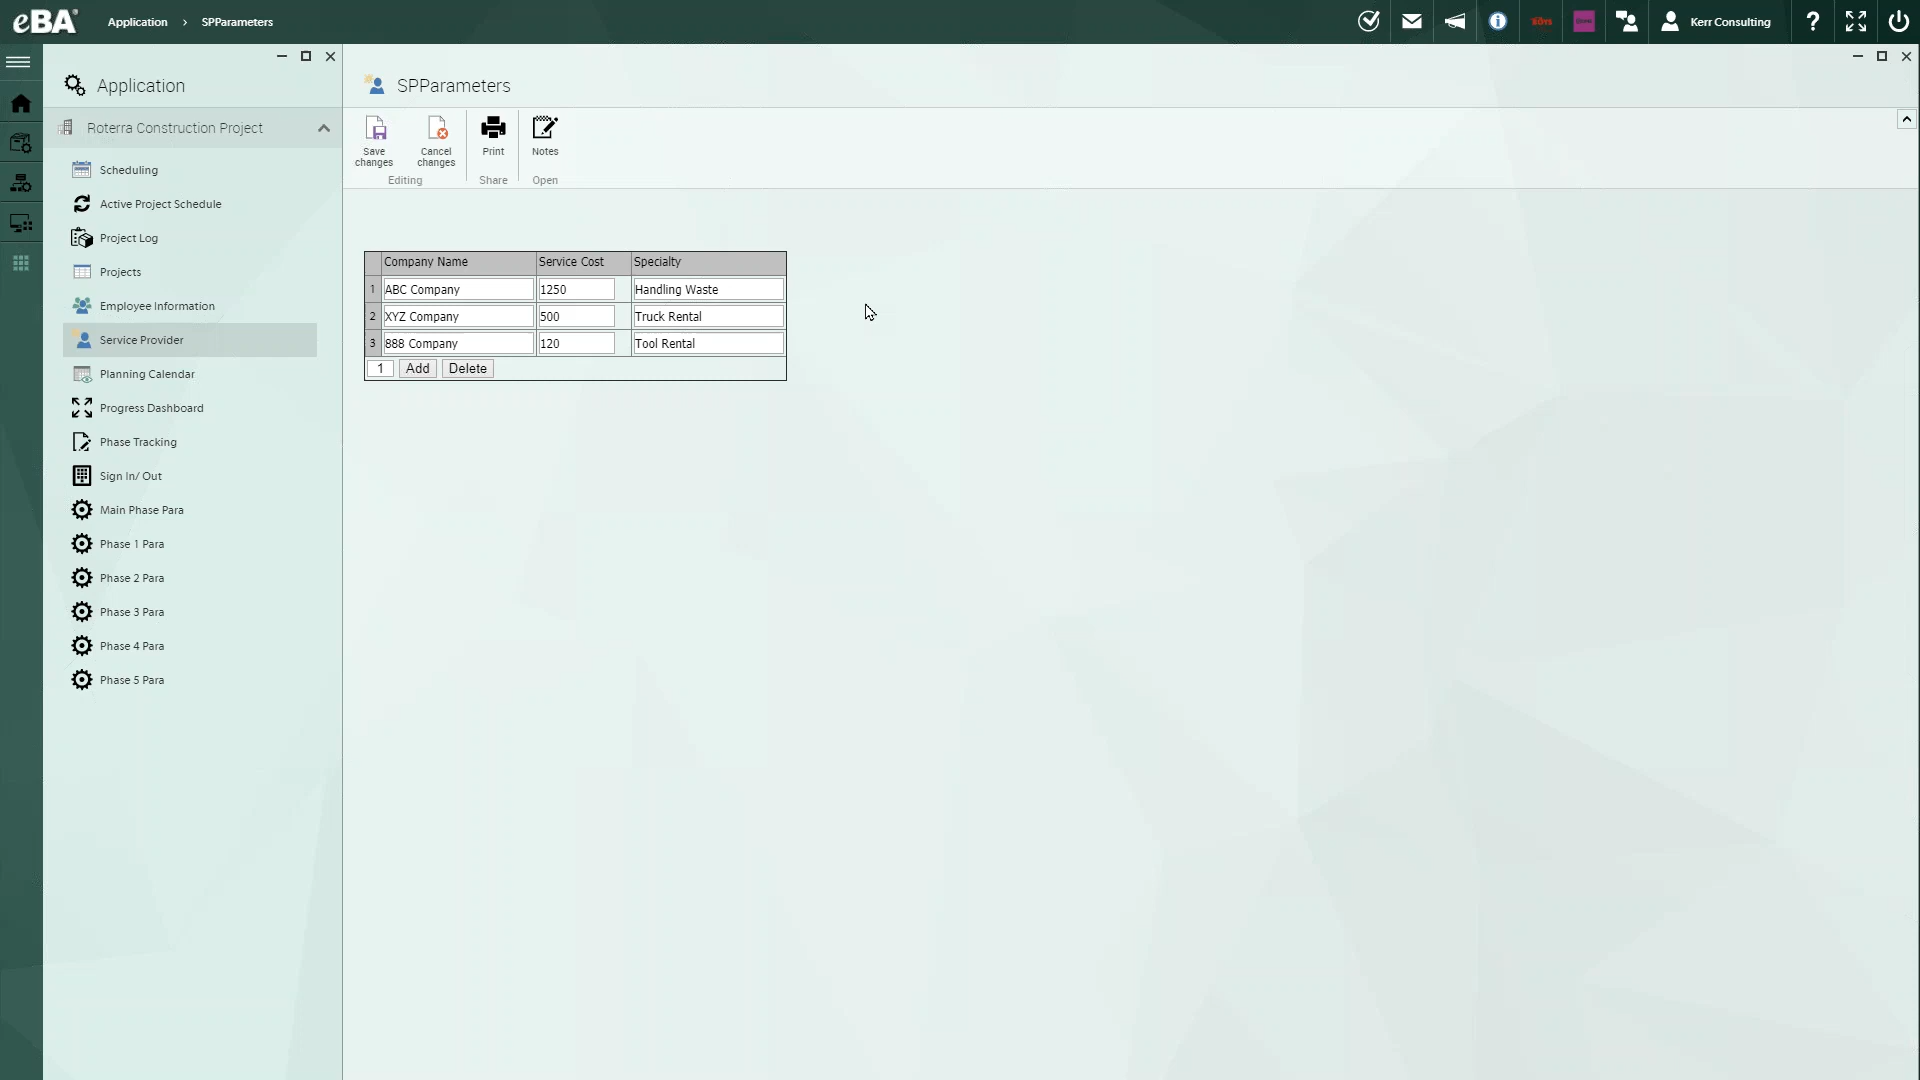 eBA Application > SPParameters Kerr Consulting ?
Application
SPParameters
Roterra Construction Project
Save changes
Cancel changes
Print
Notes
Editing Share Open
Scheduling
Active Project Schedule
Project Log
Projects
Employee Information
Service Provider
Planning Calendar
Progress Dashboard
Phase Tracking
Sign In/ Out
Main Phase Para
Phase 1 Para
Phase 2 Para
Phase 3 Para
Phase 4 Para
Phase 5 Para
Company Name Service Cost Specialty
1 ABC Company 1250 Handling Waste
2 XYZ Company 500 Truck Rental
3 888 Company 120 Tool Rental
1 Add Delete